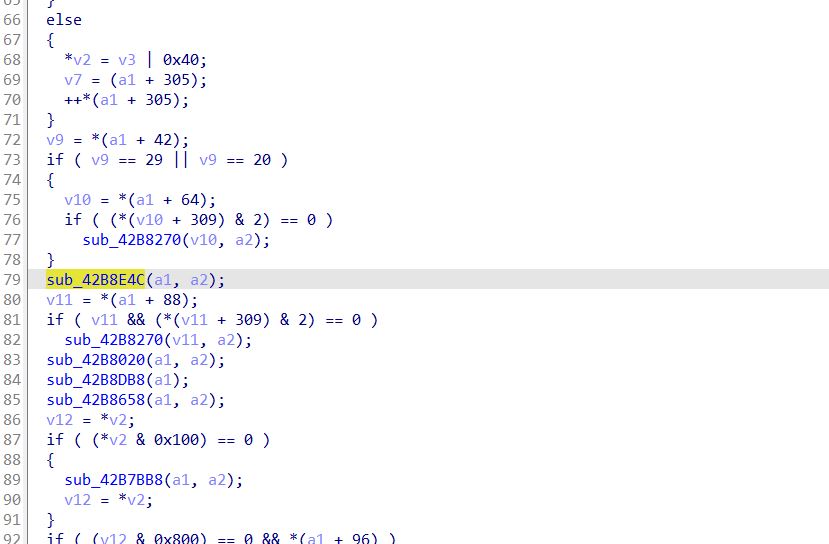 65 }
66 else
67 {
68 *v2 = v3 | 0x40;
69 v7 = (a1 + 305);
70 ++*(a1 + 305);
71 }
72 v9 = *(a1 + 42);
73 if ( v9 == 29 || v9 == 20 )
74 {
75 v10 = *(a1 + 64);
76 if ( (*(v10 + 309) & 2) == 0 )
77 sub_42B8270(v10, a2);
78 }
79 sub_42B8E4C(a1, a2);
80 v11 = *(a1 + 88);
81 if ( v11 && (*(v11 + 309) & 2) == 0 )
82 sub_42B8270(v11, a2);
83 sub_42B8020(a1, a2);
84 sub_42B8DB8(a1);
85 sub_42B8658(a1, a2);
86 v12 = *v2;
87 if ( (*v2 & 0x100) == 0 )
88 {
89 sub_42B7BB8(a1, a2);
90 v12 = *v2;
91 }
92 if ( (v12 & 0x800) == 0 && *(a1 + 96) )